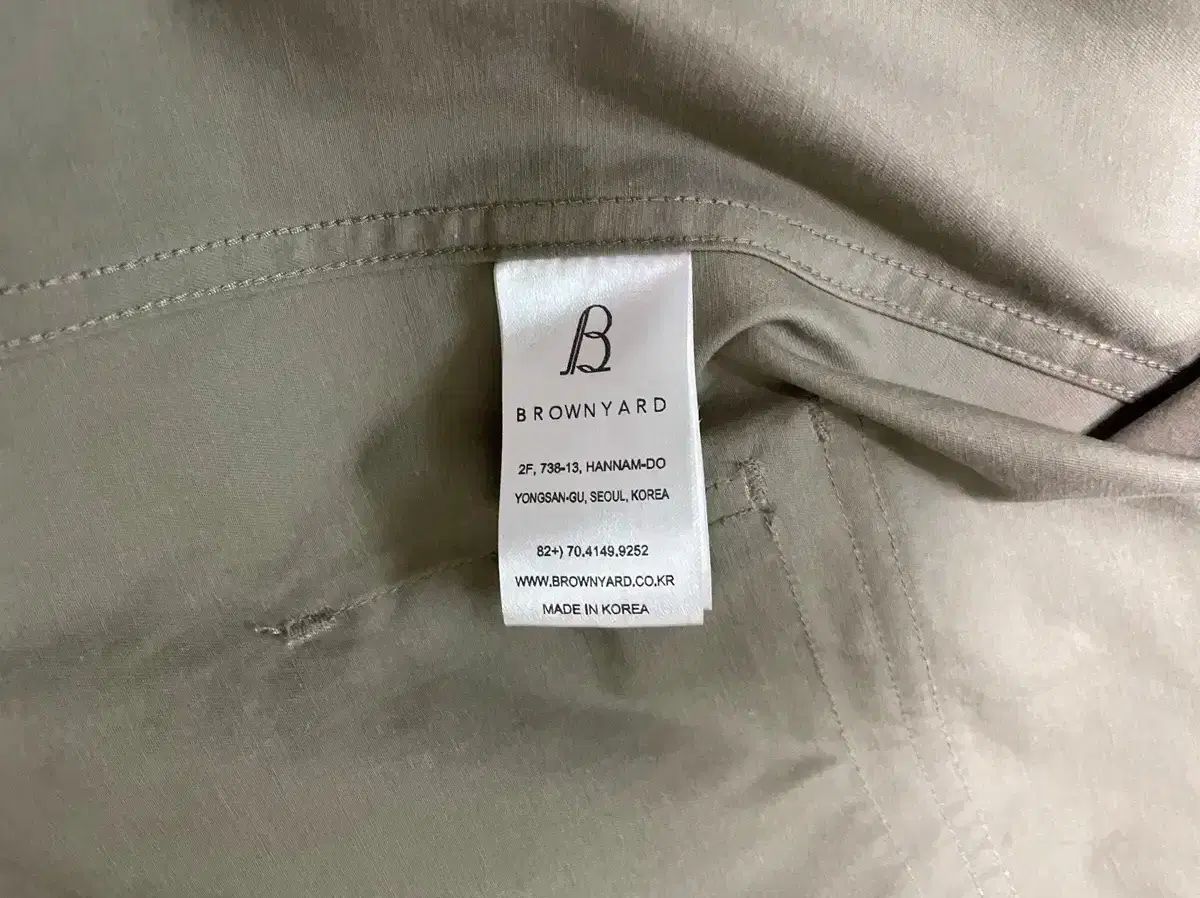 B
BROWNYARD
2F, 738-13, HANNAM-DO
YONGSAN-GU, SEOUL, KOREA
82+) 70.4149.9252
WWW.BROWNYARD.CO.KR
MADE IN KOREA